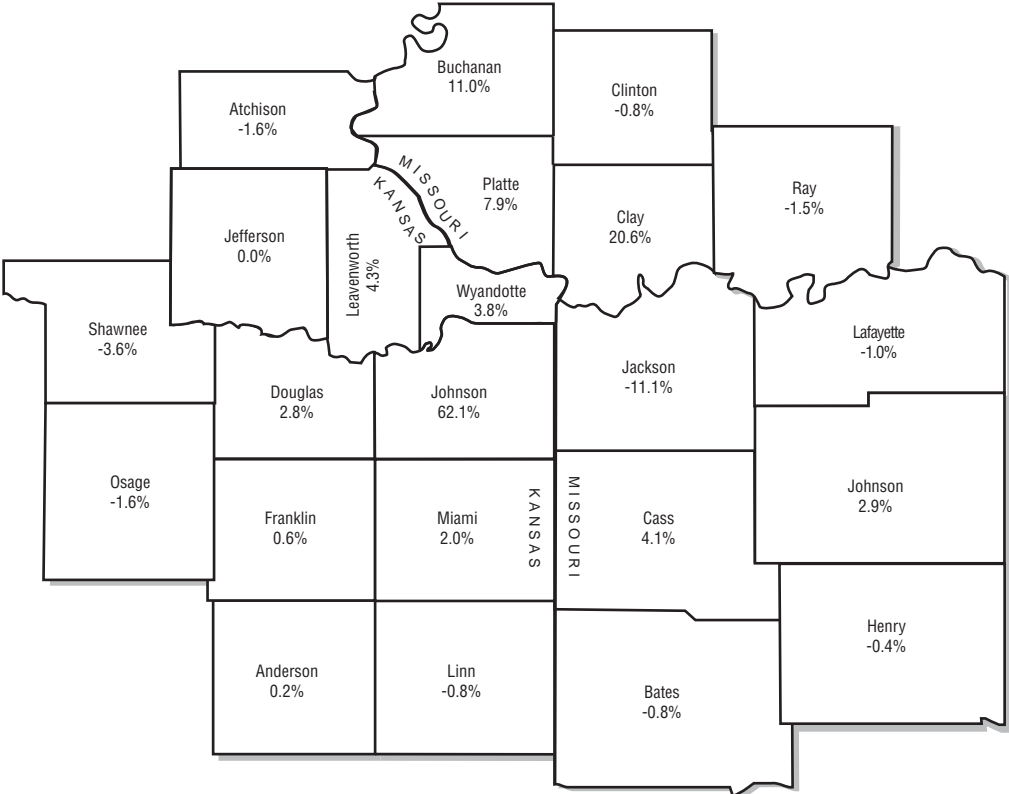 Buchanan
11.0%
Clinton
-0.8%
Atchison
-1.6%
MISSOURI
KANSAS
Platte
7.9%
Ray
-1.5%
Clay
20.6%
Jefferson
0.0%
Leavenworth
4.3%
Wyandotte
3.8%
Shawnee
-3.6%
Lafayette
-1.0%
Jackson
-11.1%
Douglas
2.8%
Johnson
62.1%
Osage
-1.6%
Johnson
2.9%
Franklin
0.6%
Miami
2.0%
KANSAS
MISSOURI
Cass
4.1%
Henry
-0.4%
Anderson
0.2%
Linn
-0.8%
Bates
-0.8%